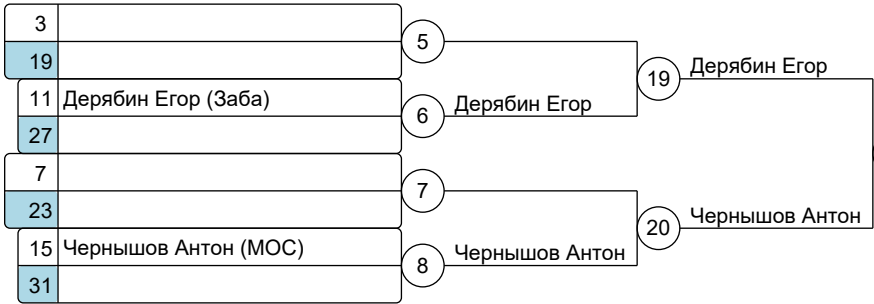 3
5
19
19 Дерябин Егор
11 Дерябин Егор (Заба)
6 Дерябин Егор
27
7
7
23
20 Чернышов Антон
15 Чернышов Антон (МОС)
8 Чернышов Антон
31